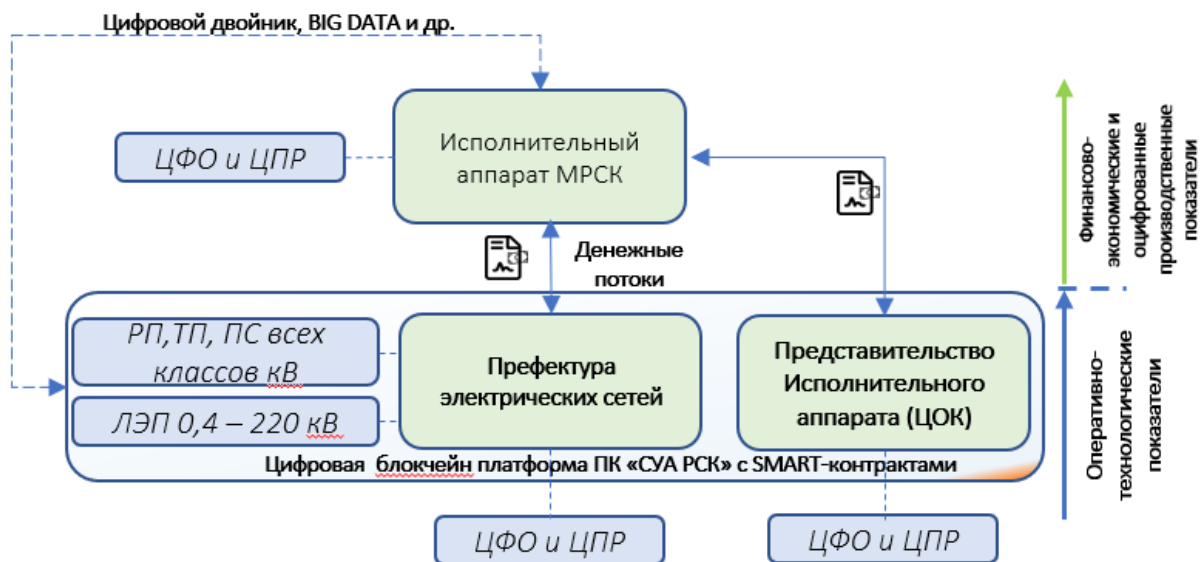 Цифровой двойник, BIG DATA и др.
Исполнительный
аппарат МРСК
ЦФО и ЦПР
Денежные
потоки
РП,ТП, ПС всех
классов кВ
ЛЭП 0,4 – 220 кВ
Префектура
электрических сетей
Представительство
Исполнительного
аппарата (ЦОК)
Цифровая блокчейн платформа ПК «СУА РСК» с SMART-контрактами
ЦФО и ЦПР
ЦФО и ЦПР
Финансово-
экономические и
оцифрованные
производственные
показатели
Оперативно-
технологические
показатели